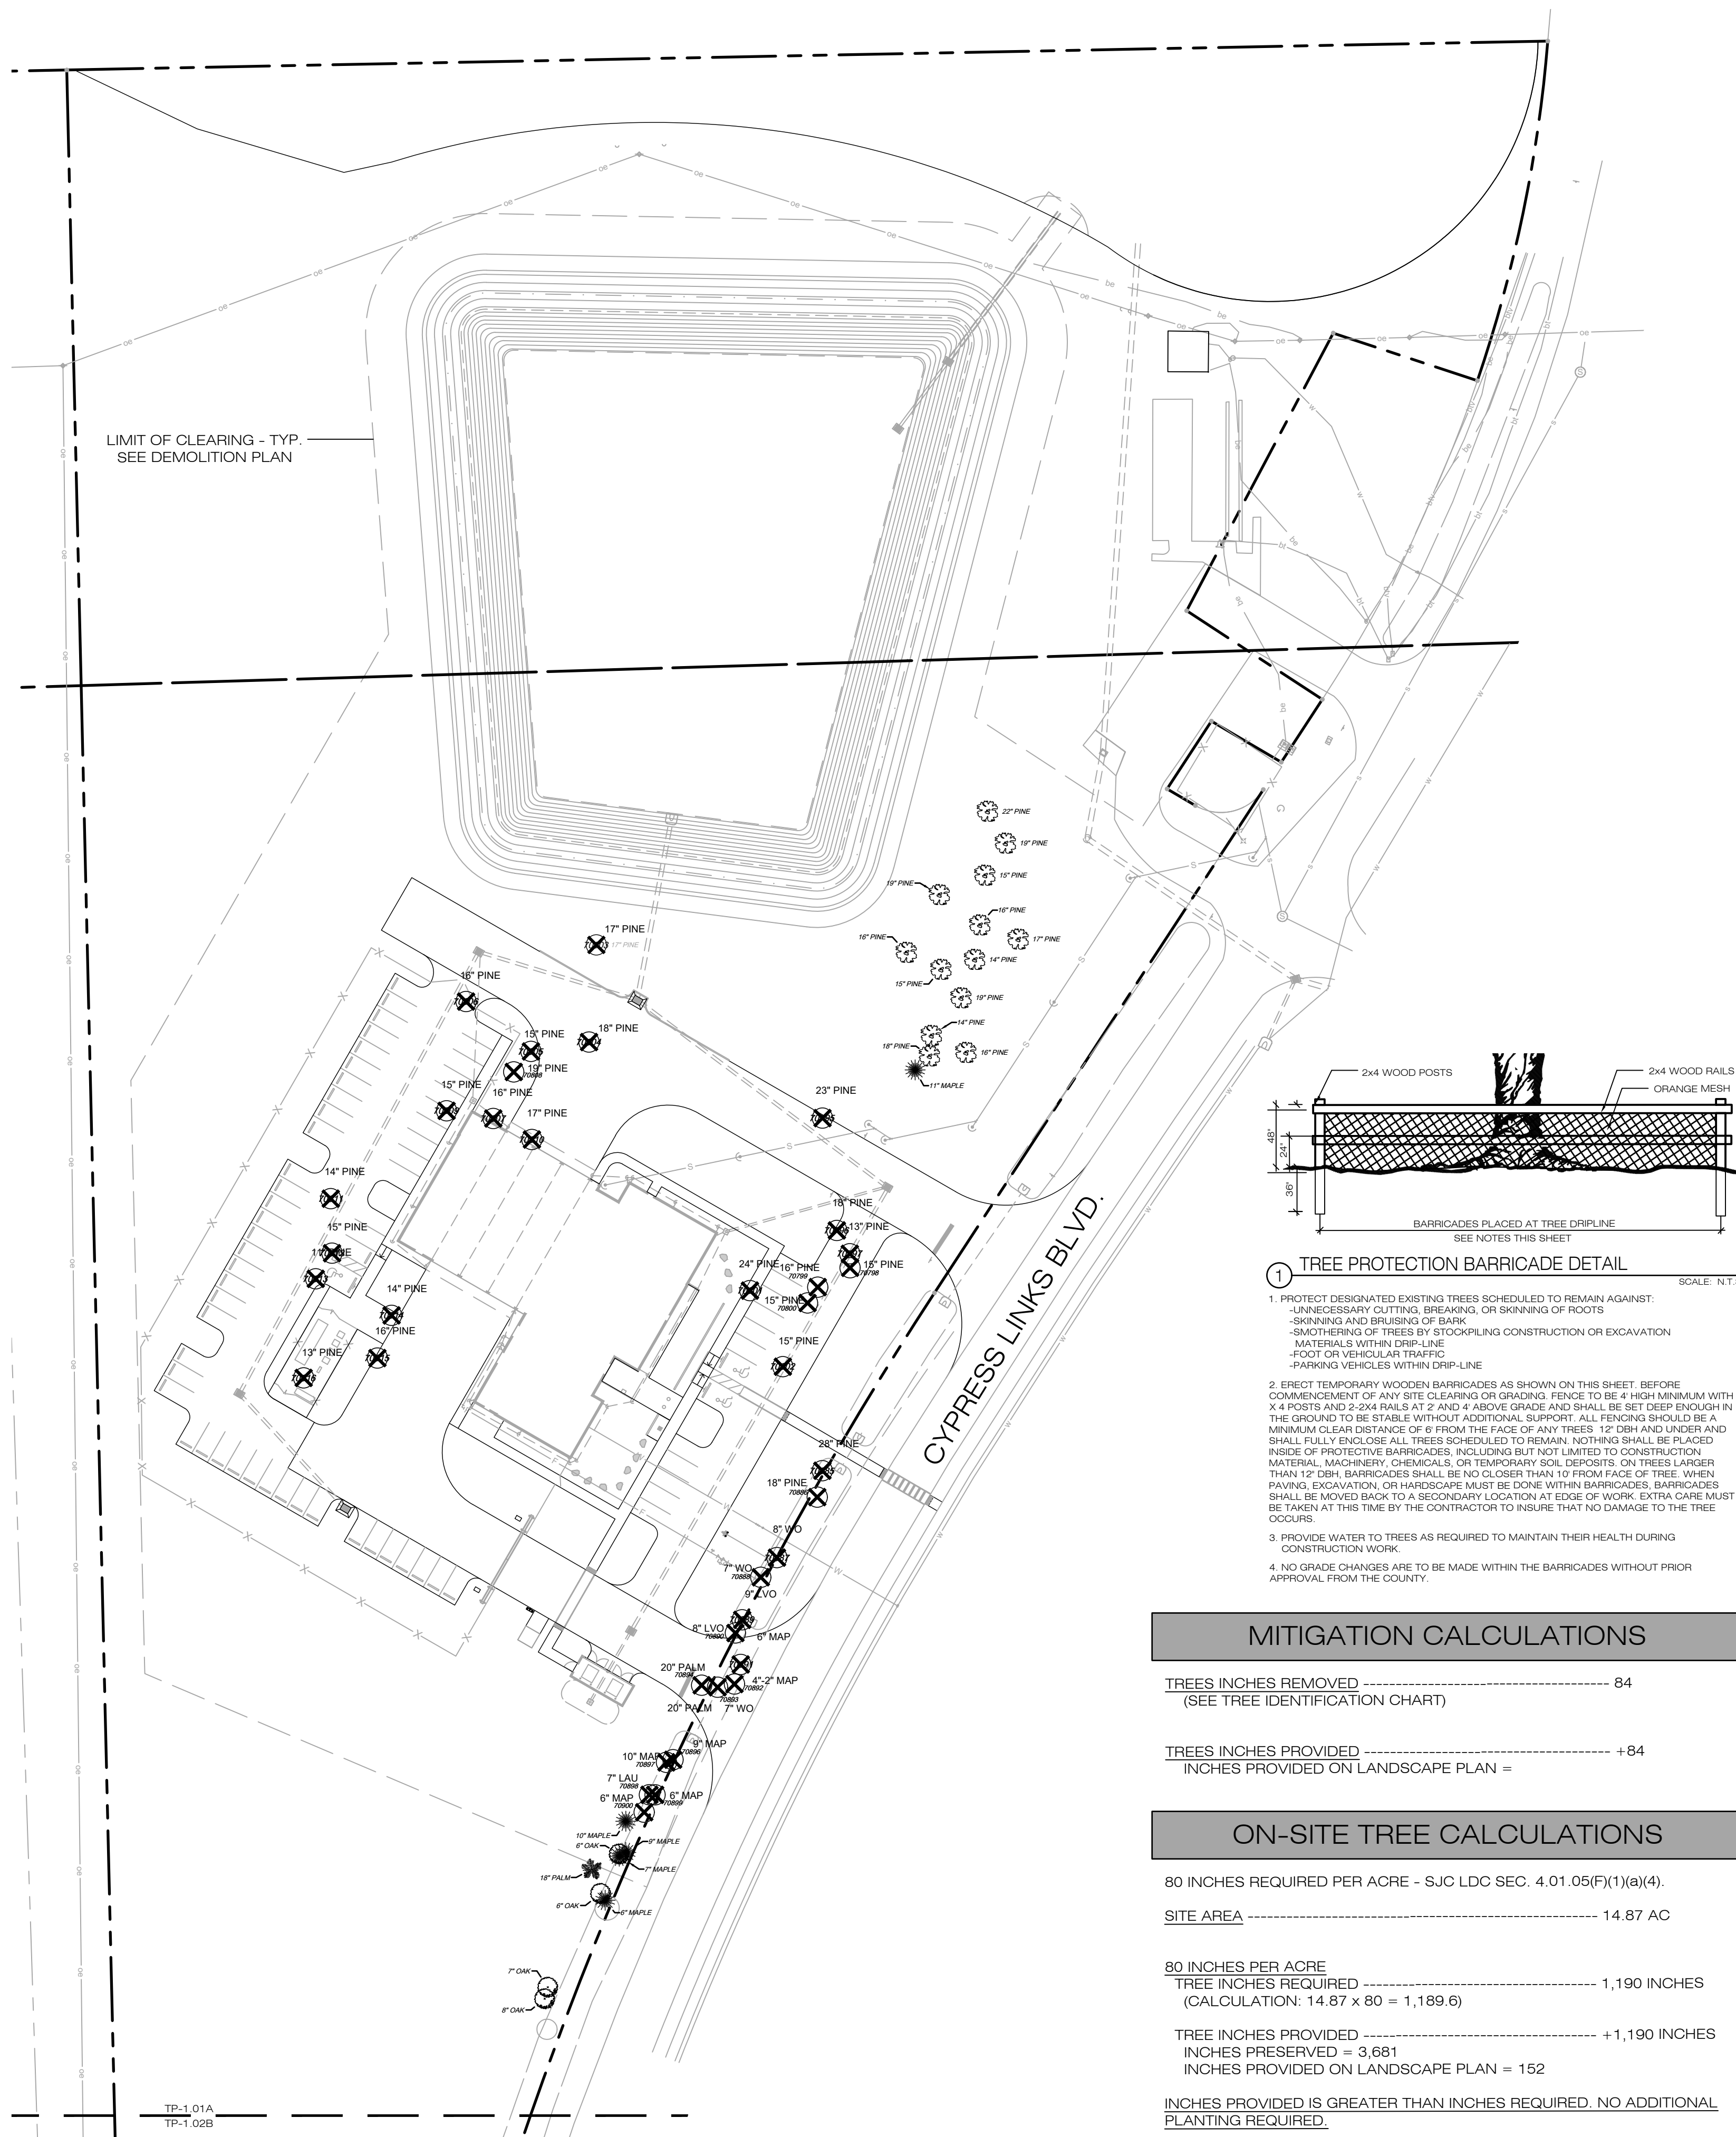 LIMIT OF CLEARING - TYP.
SEE DEMOLITION PLAN
22" PINE
19" PINE
15" PINE
19" PINE
16" PINE
17" PINE
16" PINE
14" PINE
15" PINE
19" PINE
14" PINE
18" PINE
16" PINE
11" MAPLE
17" PINE
17" PINE
16" PINE
18" PINE
15" PINE
19" PINE
70808
15" PINE
16" PINE
17" PINE
23" PINE
14" PINE
15" PINE
14" PINE
16" PINE
13" PINE
18" PINE
13" PINE
15" PINE
70798
24" PINE
16" PINE
70799
15" PINE
70800
15" PINE
28" PINE
18" PINE
70886
8" WO
7" WO
70888
9" LVO
8" LVO
70890
6" MAP
20" PALM
70894
4"-2" MAP
70892
70893
20" PALM
7" WO
9" MAP
70896
10" MAP
70897
7" LAU
70898
6" MAP
70899
6" MAP
70900
10" MAPLE
6" OAK
9" MAPLE
7" MAPLE
18" PALM
6" OAK
6" MAPLE
7" OAK
8" OAK
CYPRESS LINKS BLVD.
TP-1.01A
TP-1.02B
2x4 WOOD POSTS
2x4 WOOD RAILS
ORANGE MESH
48"
24"
36"
BARRICADES PLACED AT TREE DRIPLINE
SEE NOTES THIS SHEET
1
TREE PROTECTION BARRICADE DETAIL
SCALE: N.T.
1. PROTECT DESIGNATED EXISTING TREES SCHEDULED TO REMAIN AGAINST:
-UNNECESSARY CUTTING, BREAKING, OR SKINNING OF ROOTS
-SKINNING AND BRUISING OF BARK
-SMOTHERING OF TREES BY STOCKPILING CONSTRUCTION OR EXCAVATION
MATERIALS WITHIN DRIP-LINE
-FOOT OR VEHICULAR TRAFFIC
-PARKING VEHICLES WITHIN DRIP-LINE
2. ERECT TEMPORARY WOODEN BARRICADES AS SHOWN ON THIS SHEET. BEFORE
COMMENCEMENT OF ANY SITE CLEARING OR GRADING. FENCE TO BE 4' HIGH MINIMUM WITH
X 4 POSTS AND 2-2X4 RAILS AT 2' AND 4' ABOVE GRADE AND SHALL BE SET DEEP ENOUGH IN
THE GROUND TO BE STABLE WITHOUT ADDITIONAL SUPPORT. ALL FENCING SHOULD BE A
MINIMUM CLEAR DISTANCE OF 6' FROM THE FACE OF ANY TREES 12" DBH AND UNDER AND
SHALL FULLY ENCLOSE ALL TREES SCHEDULED TO REMAIN. NOTHING SHALL BE PLACED
INSIDE OF PROTECTIVE BARRICADES, INCLUDING BUT NOT LIMITED TO CONSTRUCTION
MATERIAL, MACHINERY, CHEMICALS, OR TEMPORARY SOIL DEPOSITS. ON TREES LARGER
THAN 12" DBH, BARRICADES SHALL BE NO CLOSER THAN 10' FROM FACE OF TREE. WHEN
PAVING, EXCAVATION, OR HARDSCAPE MUST BE DONE WITHIN BARRICADES, BARRICADES
SHALL BE MOVED BACK TO A SECONDARY LOCATION AT EDGE OF WORK. EXTRA CARE MUST
BE TAKEN AT THIS TIME BY THE CONTRACTOR TO INSURE THAT NO DAMAGE TO THE TREE
OCCURS.
3. PROVIDE WATER TO TREES AS REQUIRED TO MAINTAIN THEIR HEALTH DURING
CONSTRUCTION WORK.
4. NO GRADE CHANGES ARE TO BE MADE WITHIN THE BARRICADES WITHOUT PRIOR
APPROVAL FROM THE COUNTY.
MITIGATION CALCULATIONS
TREES INCHES REMOVED ------------------------------------- 84
(SEE TREE IDENTIFICATION CHART)
TREES INCHES PROVIDED ------------------------------------- +84
INCHES PROVIDED ON LANDSCAPE PLAN =
ON-SITE TREE CALCULATIONS
80 INCHES REQUIRED PER ACRE - SJC LDC SEC. 4.01.05(F)(1)(a)(4).
SITE AREA ----------------------------------------------------- 14.87 AC
80 INCHES PER ACRE
TREE INCHES REQUIRED ----------------------------------- 1,190 INCHES
(CALCULATION: 14.87 x 80 = 1,189.6)
TREE INCHES PROVIDED ----------------------------------- +1,190 INCHES
INCHES PRESERVED = 3,681
INCHES PROVIDED ON LANDSCAPE PLAN = 152
INCHES PROVIDED IS GREATER THAN INCHES REQUIRED. NO ADDITIONAL
PLANTING REQUIRED.